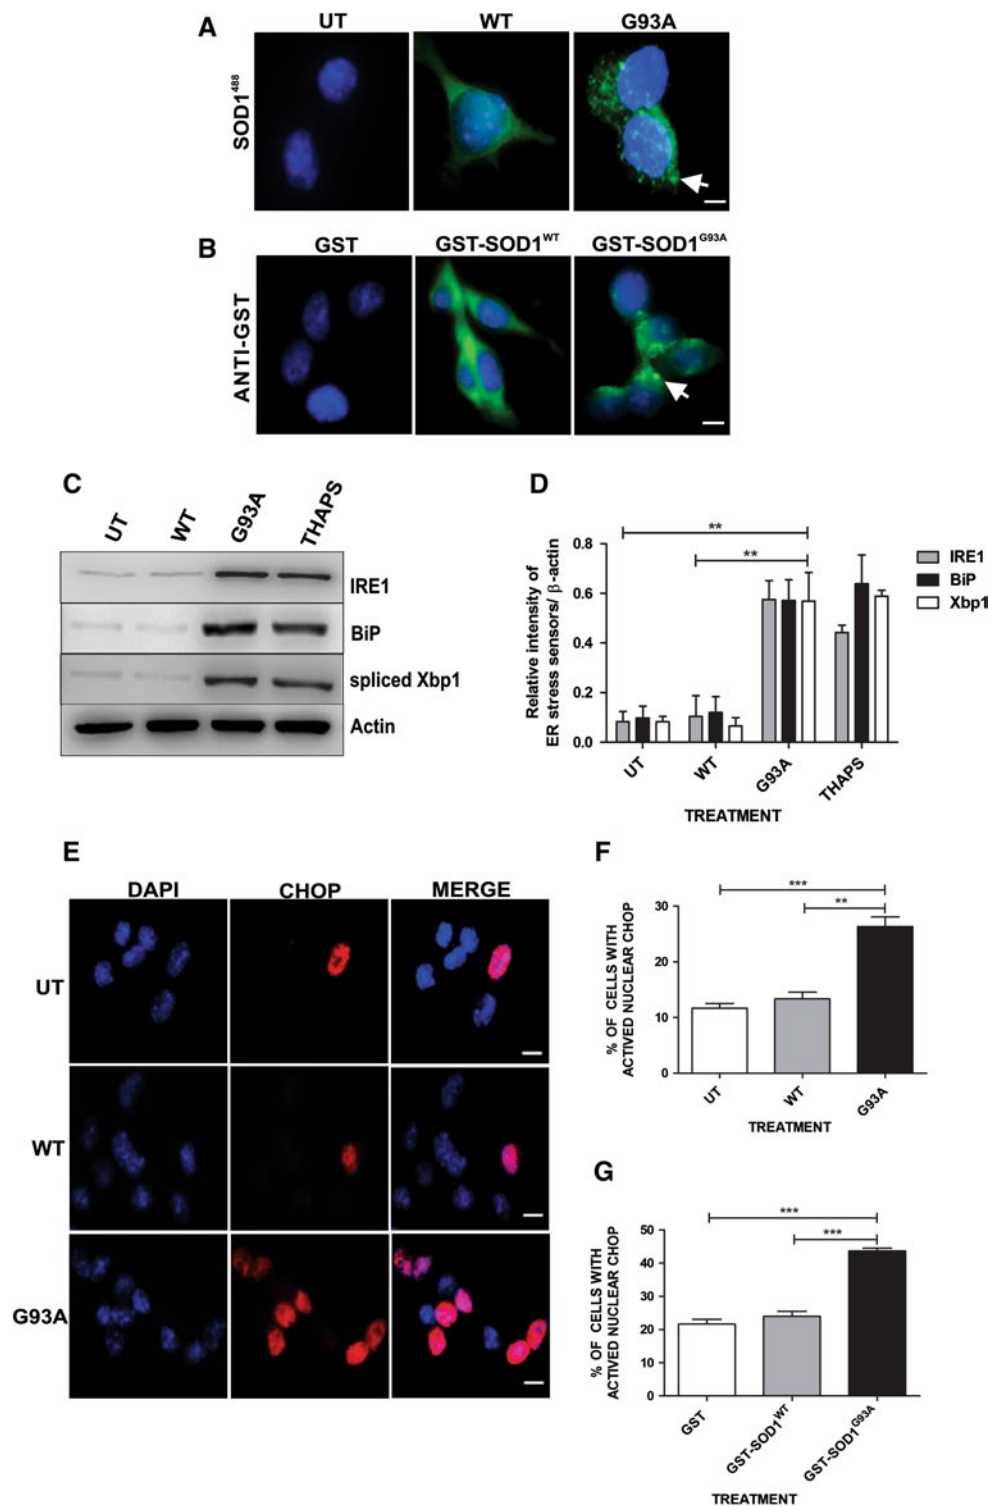 A
UT
WT
G93A
SOD1⁴⁸⁸
B
GST
GST-SOD1ᵂᵀ
GST-SOD1ᴳ⁹³ᴬ
ANTI-GST
C
UT
WT
G93A
THAPS
IRE1
BiP
spliced Xbp1
Actin
D
**
**
0.8
0.6
0.4
0.2
0.0
Relative intensity of
ER stress sensors/ β-actin
UT
WT
G93A
THAPS
TREATMENT
IRE1
BiP
Xbp1
E
DAPI
CHOP
MERGE
UT
WT
G93A
F
***
**
30
20
10
0
% OF CELLS WITH
ACTIVED NUCLEAR CHOP
UT
WT
G93A
TREATMENT
G
***
***
50
40
30
20
10
0
% OF CELLS WITH
ACTIVED NUCLEAR CHOP
GST
GST-SOD1ᵂᵀ
GST-SOD1ᴳ⁹³ᴬ
TREATMENT